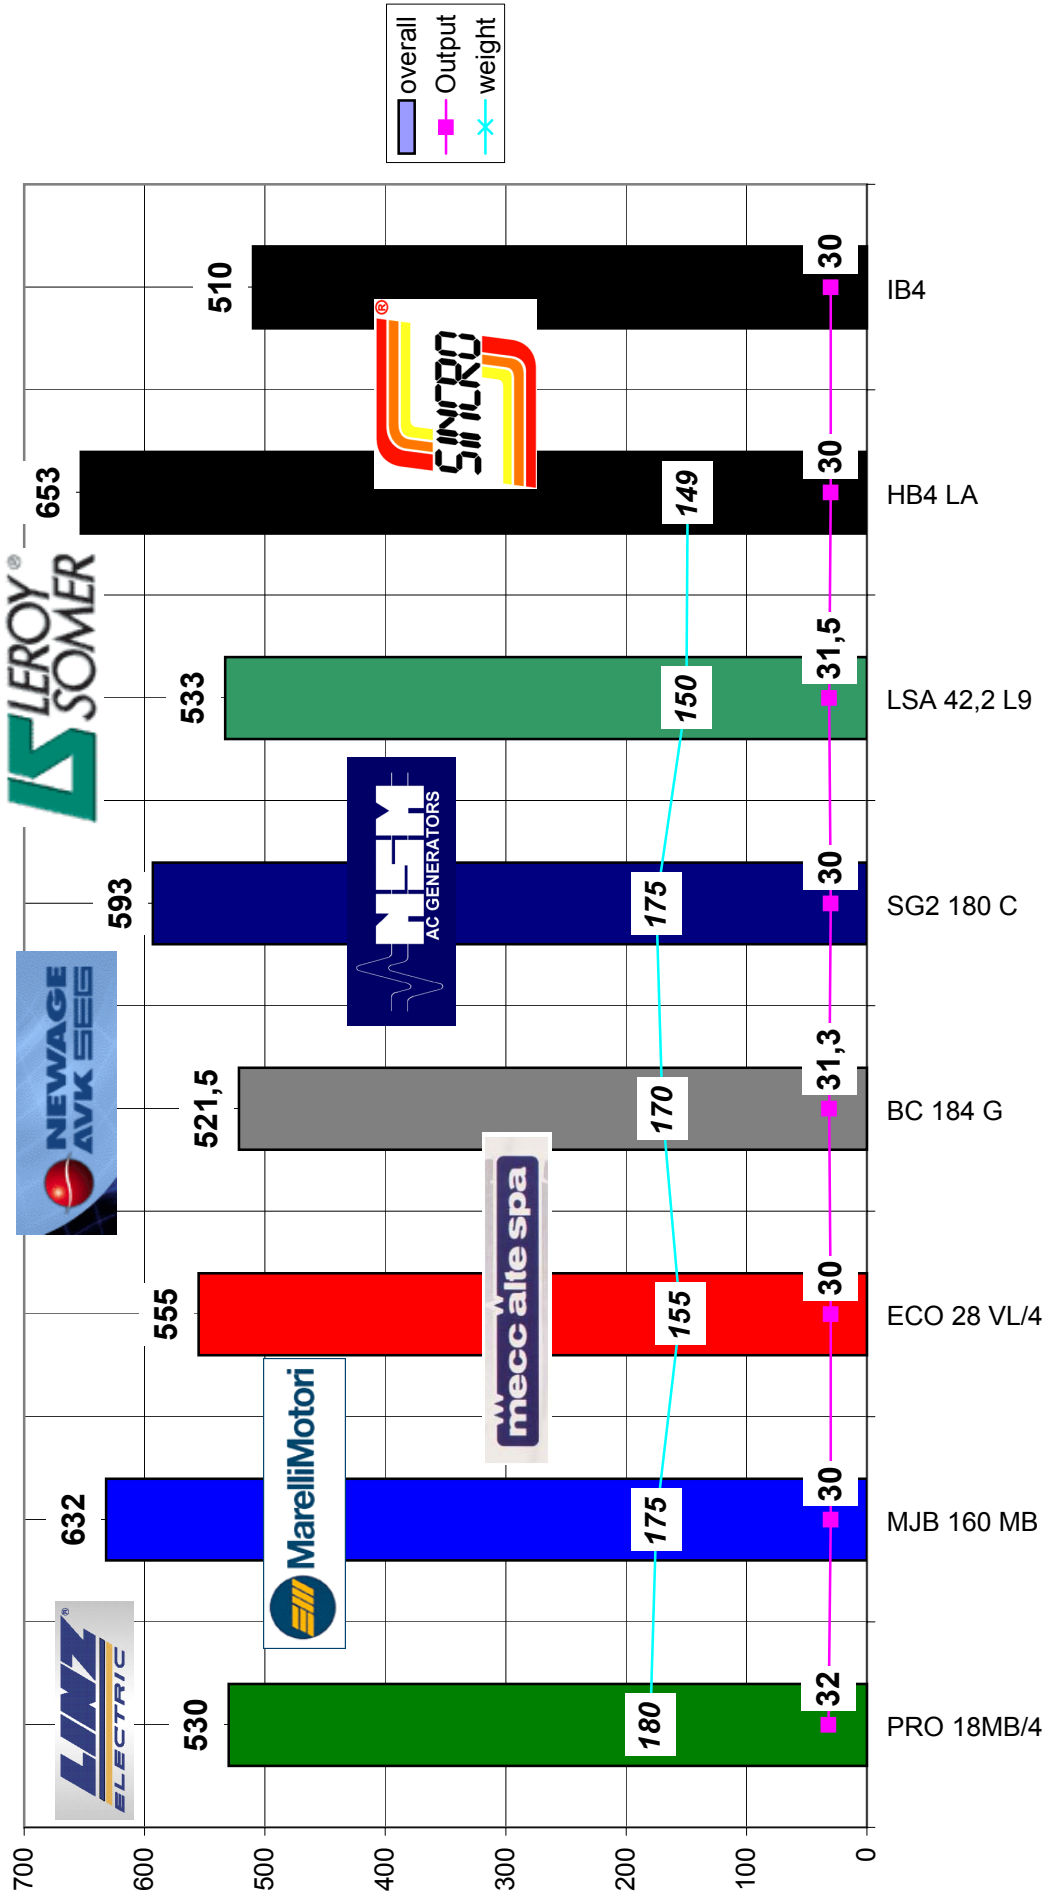 LINZ®
ELECTRIC
MarelliMotori
mecc alte spa
NEWAGE
AVK SEG
NSM
AC GENERATORS
LEROY®
SOMER
SINCRO®
700
600
500
400
300
200
100
0
530
632
555
521,5
593
533
653
510
180
175
155
170
175
150
149
32
30
30
31,3
30
31,5
30
30
PRO 18MB/4
MJB 160 MB
ECO 28 VL/4
BC 184 G
SG2 180 C
LSA 42,2 L9
HB4 LA
IB4
overall
Output
weight